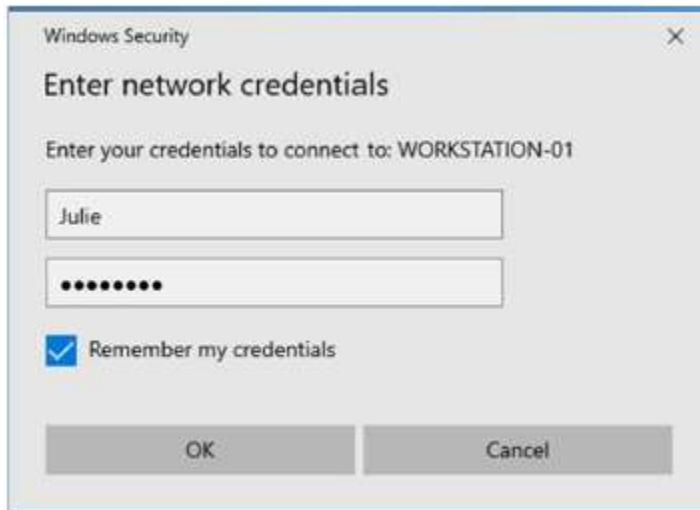 Windows Security
Enter network credentials
Enter your credentials to connect to: WORKSTATION-01
Julie
••••••••
Remember my credentials
OK
Cancel